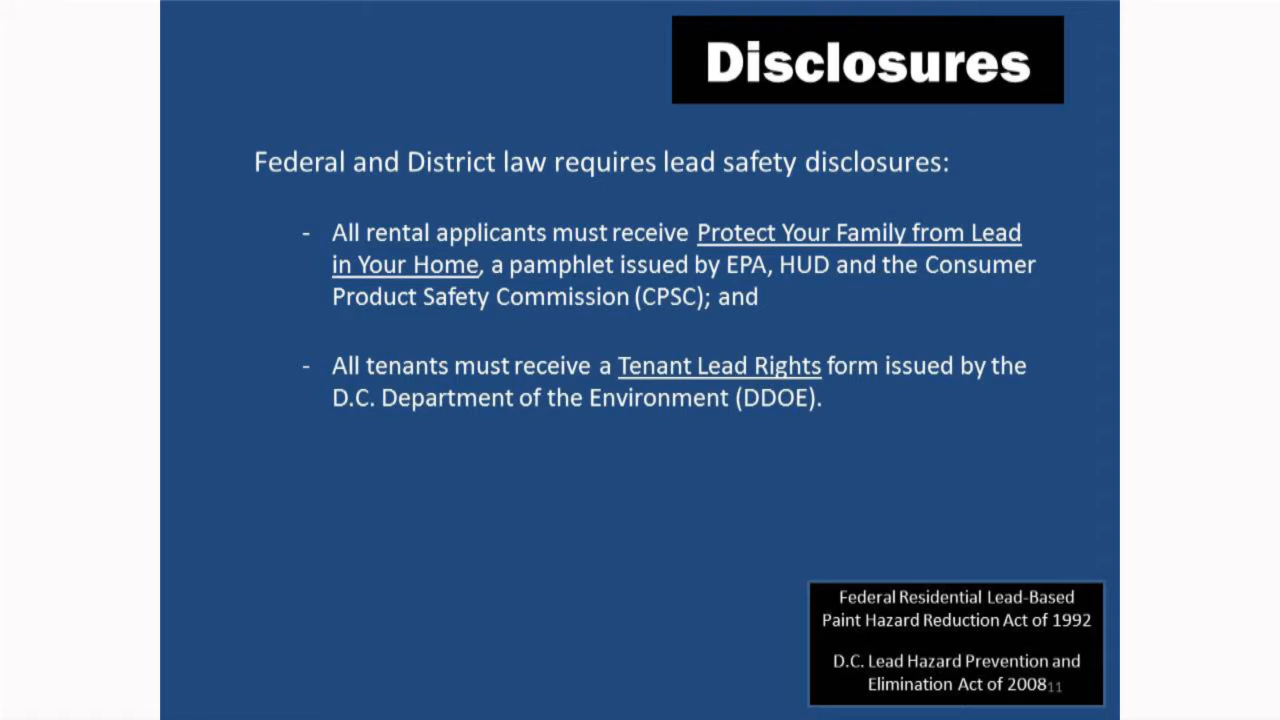 Disclosures
Federal and District law requires lead safety disclosures:
- All rental applicants must receive Protect Your Family from Lead
in Your Home, a pamphlet issued by EPA, HUD and the Consumer
Product Safety Commission (CPSC); and
- All tenants must receive a Tenant Lead Rights form issued by the
D.C. Department of the Environment (DDOE).
Federal Residential Lead-Based
Paint Hazard Reduction Act of 1992
D.C. Lead Hazard Prevention and
Elimination Act of 2008
11